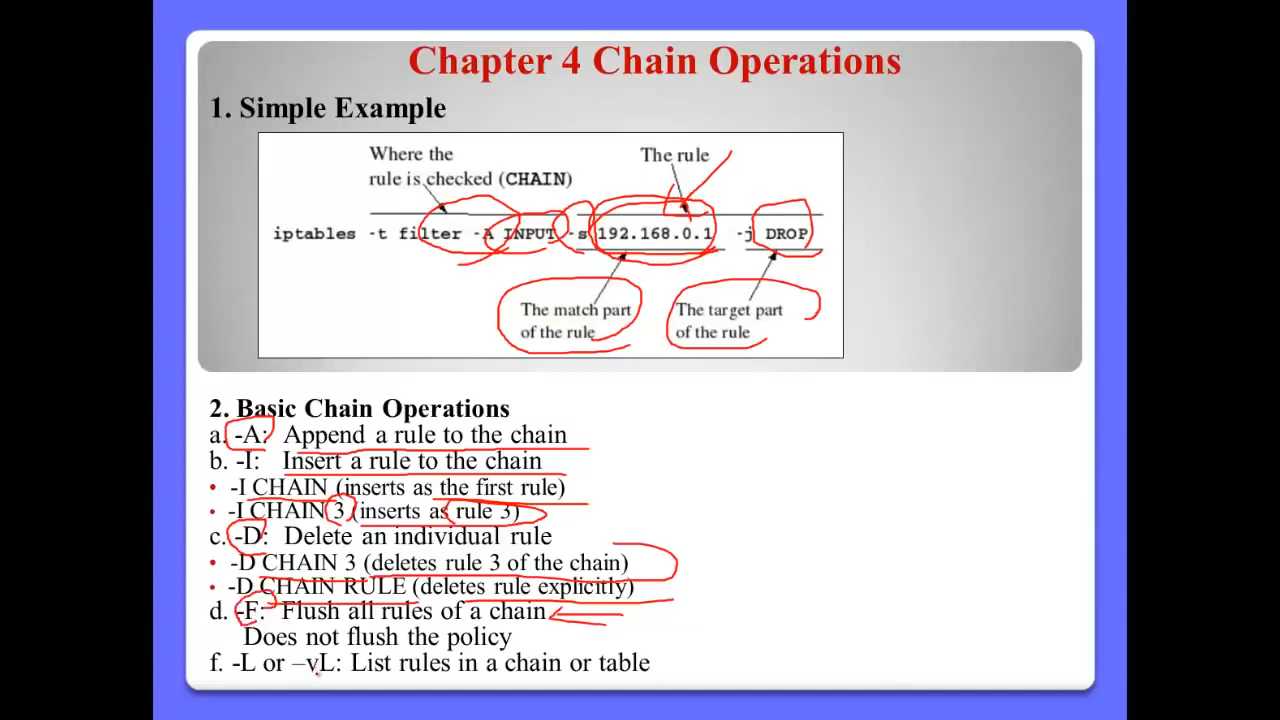 Chapter 4 Chain Operations
1. Simple Example
Where the
rule is checked (CHAIN)
The rule
iptables -t filter -A INPUT -s 192.168.0.1 -j DROP
The match part
of the rule
The target part
of the rule
2. Basic Chain Operations
a. -A: Append a rule to the chain
b. -I: Insert a rule to the chain
• -I CHAIN (inserts as the first rule)
• -I CHAIN 3 (inserts as rule 3)
c. -D: Delete an individual rule
• -D CHAIN 3 (deletes rule 3 of the chain)
• -D CHAIN RULE (deletes rule explicitly)
d. -F: Flush all rules of a chain
Does not flush the policy
f. -L or –vL: List rules in a chain or table